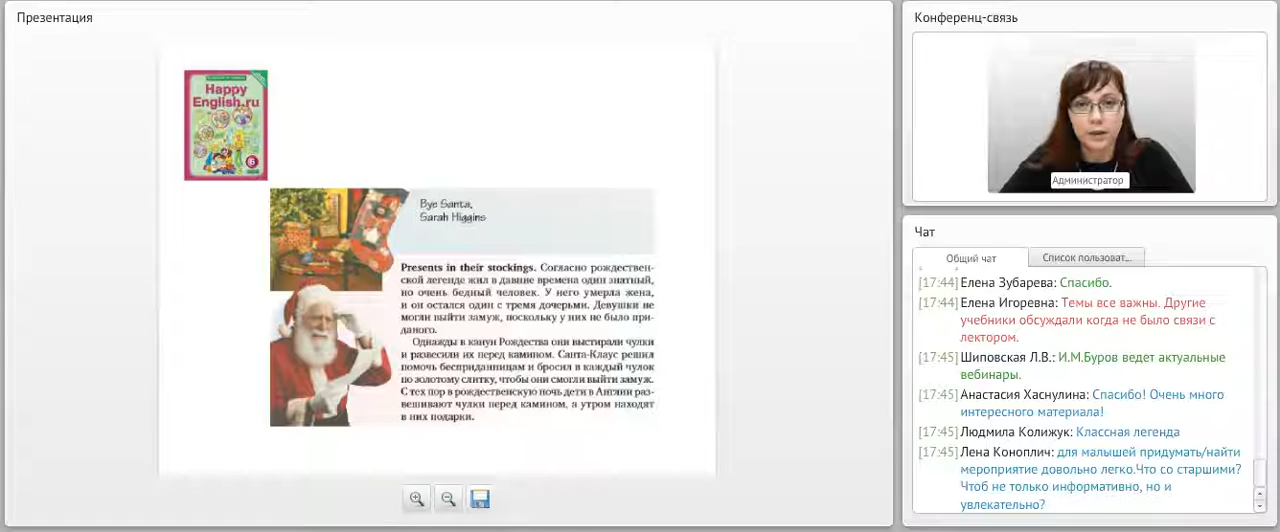 Презентация
Happy
English.ru
6
Bye Santa,
Sarah Higgins
Presents in their stockings. Согласно рождествен-
ской легенде жил в давние времена один знатный,
но очень бедный человек. У него умерла жена,
и он остался один с тремя дочерьми. Девушки не
могли выйти замуж, поскольку у них не было при-
даного.
Однажды в канун Рождества они выстирали чулки
и развесили их перед камином. Санта-Клаус решил
помочь бесприданницам и бросил в каждый чулок
по золотому слитку, чтобы они смогли выйти замуж.
С тех пор в рождественскую ночь дети в Англии раз-
вешивают чулки перед камином, а утром находят
в них подарки.
Конференц-связь
Администратор
Чат
Общий чат
Список пользоват...
[17:44] Елена Зубарева: Спасибо.
[17:44] Елена Игоревна: Темы все важны. Другие
учебники обсуждали когда не было связи с
лектором.
[17:45] Шиповская Л.В.: И.М.Буров ведет актуальные
вебинары.
[17:45] Анастасия Хаснулина: Спасибо! Очень много
интересного материала!
[17:45] Людмила Колижук: Классная легенда
[17:45] Лена Коноплич: для малышей придумать/найти
мероприятие довольно легко.Что со старшими?
Чтоб не только информативно, но и
увлекательно?